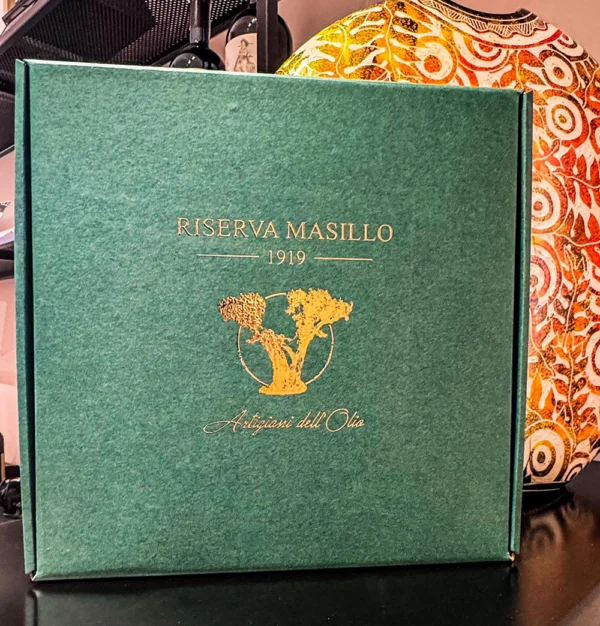 RISERVA MASILLO
1919
Artigiani dell'Olio